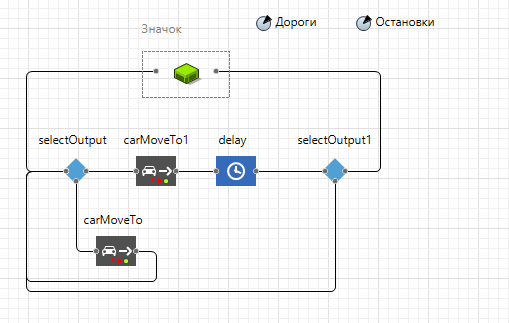 Дороги
Остановки
Значок
selectOutput
carMoveTo1
delay
selectOutput1
carMoveTo